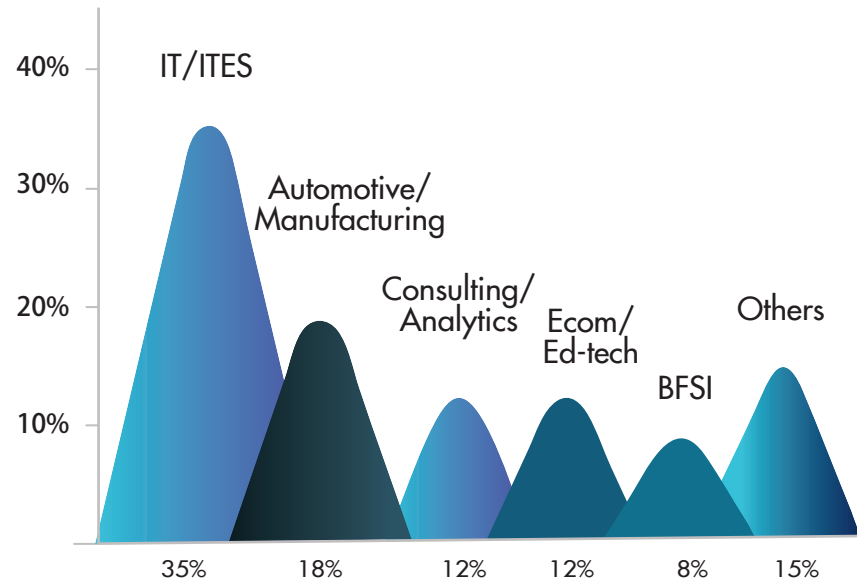 40%
30%
20%
10%
IT/ITES
Automotive/
Manufacturing
Consulting/
Analytics
Ecom/
Ed-tech
BFSI
Others
35%
18%
12%
12%
8%
15%